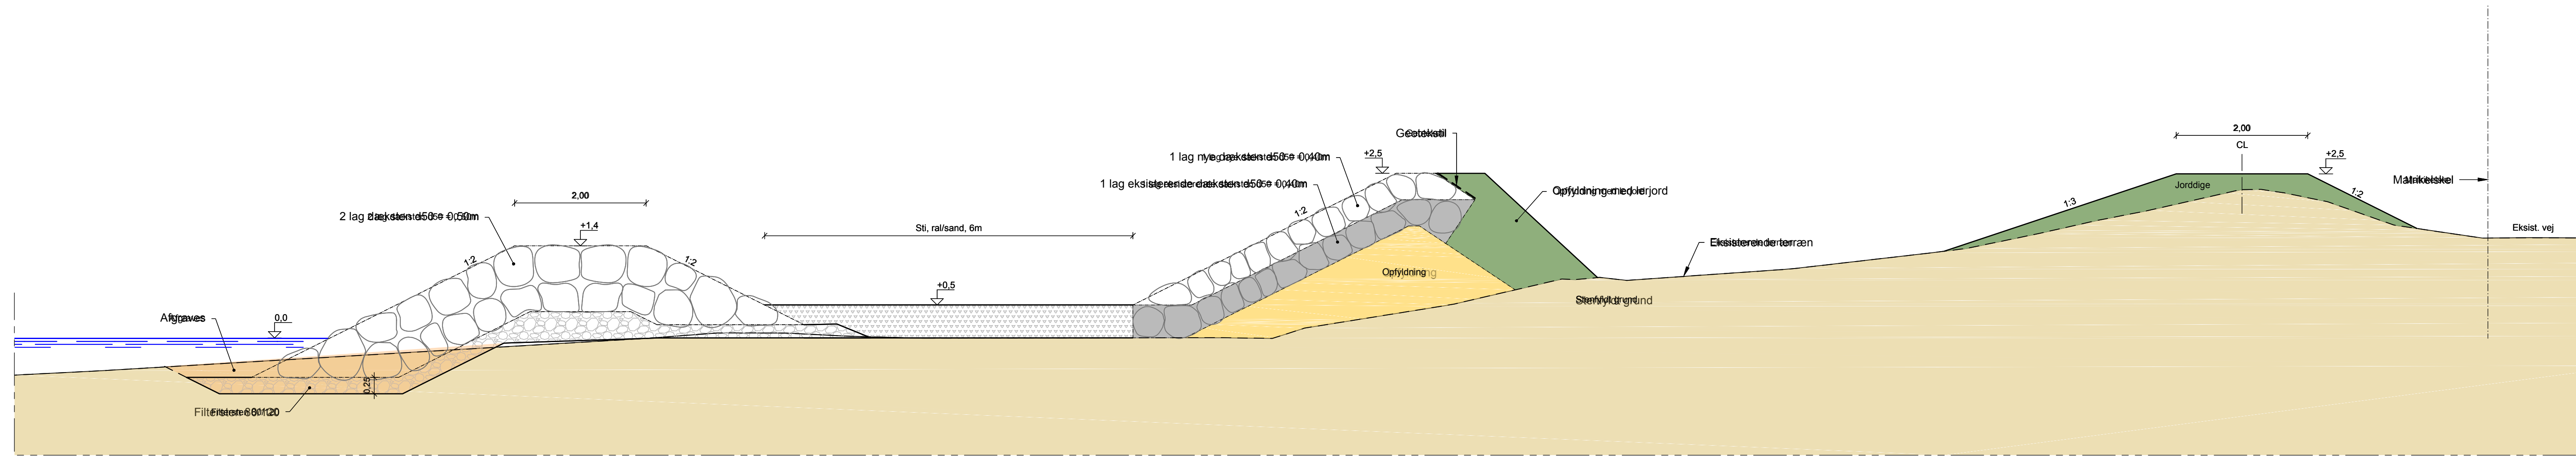 2,00
CL
Geotekstil
+2,5
+2,5
1 lag nye dæksten d50 = 0,40m
1 lag eksisterende dæksten d50 = 0,40m
Matrikelskel
Jorddige
Opfyldning med lerjord
1:2
1:3
2,00
1:2
2 lag dæksten d50 = 0,50m
+1,4
Sti, ral/sand, 6m
Eksist. vej
Eksisterende terræn
1:2
1:2
Opfyldning
+0,5
Stenfyldt grund
Afgraves
0,0
0,25
Filtersten 80/120